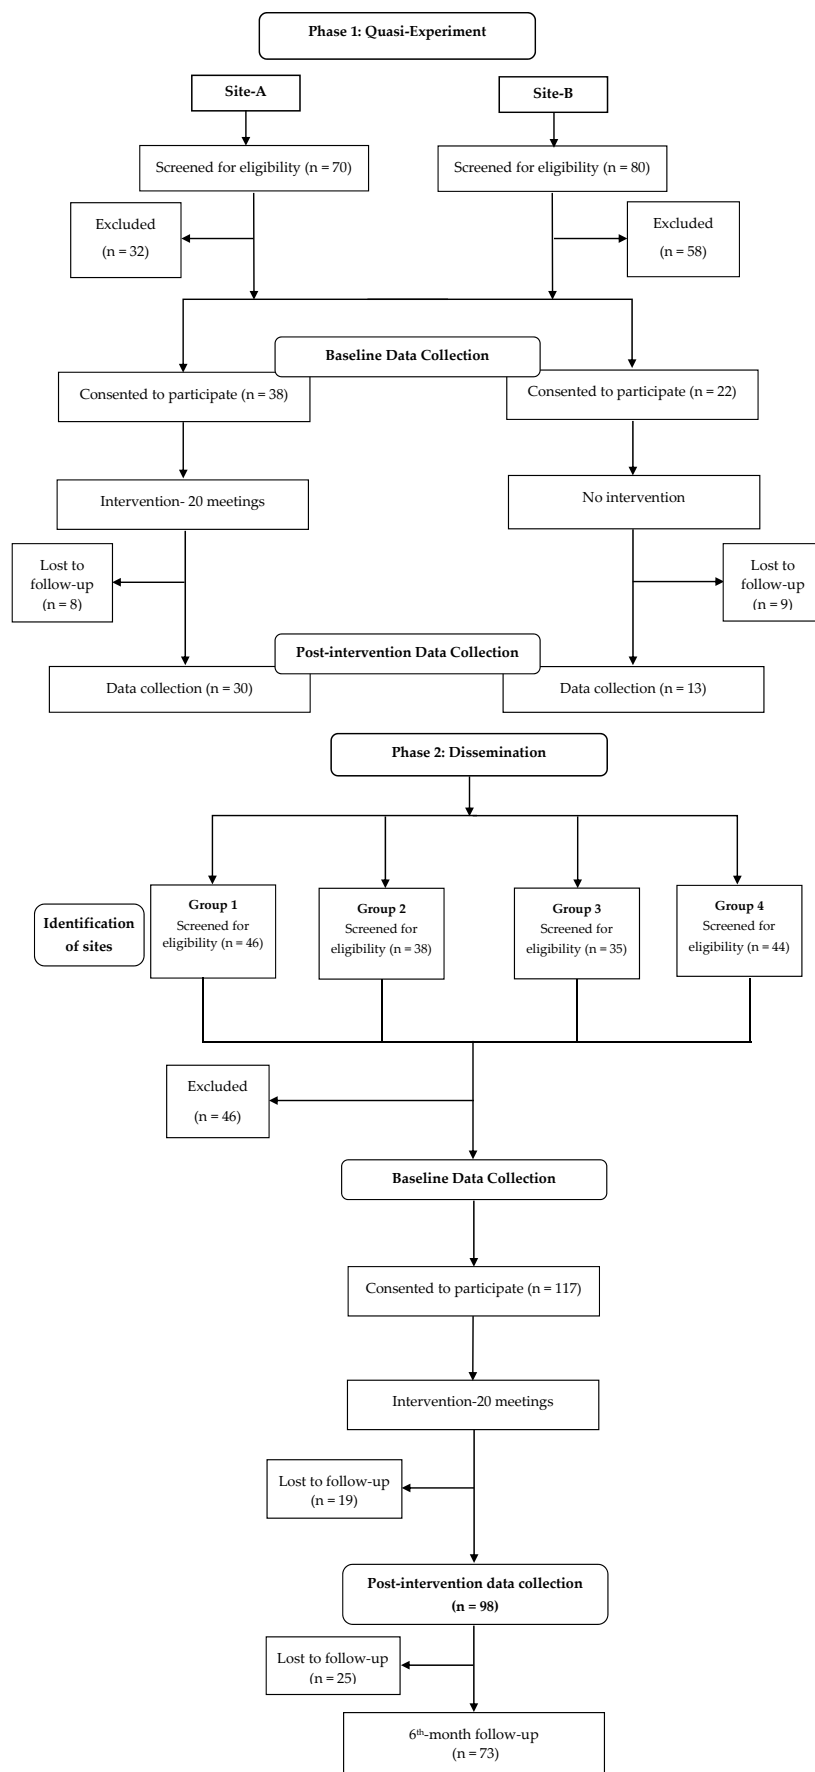 Phase 1: Quasi-Experiment
Site-A
Site-B
Screened for eligibility (n = 70)
Screened for eligibility (n = 80)
Excluded
(n = 32)
Excluded
(n = 58)
Baseline Data Collection
Consented to participate (n = 38)
Consented to participate (n = 22)
Intervention- 20 meetings
No intervention
Lost to
follow-up
(n = 8)
Lost to
follow-up
(n = 9)
Post-intervention Data Collection
Data collection (n = 30)
Data collection (n = 13)
Phase 2: Dissemination
Identification
of sites
Group 1
Screened for
eligibility (n = 46)
Group 2
Screened for
eligibility (n = 38)
Group 3
Screened for
eligibility (n = 35)
Group 4
Screened for
eligibility (n = 44)
Excluded
(n = 46)
Baseline Data Collection
Consented to participate (n = 117)
Intervention-20 meetings
Lost to follow-up
(n = 19)
Post-intervention data collection
(n = 98)
Lost to follow-up
(n = 25)
6th-month follow-up
(n = 73)